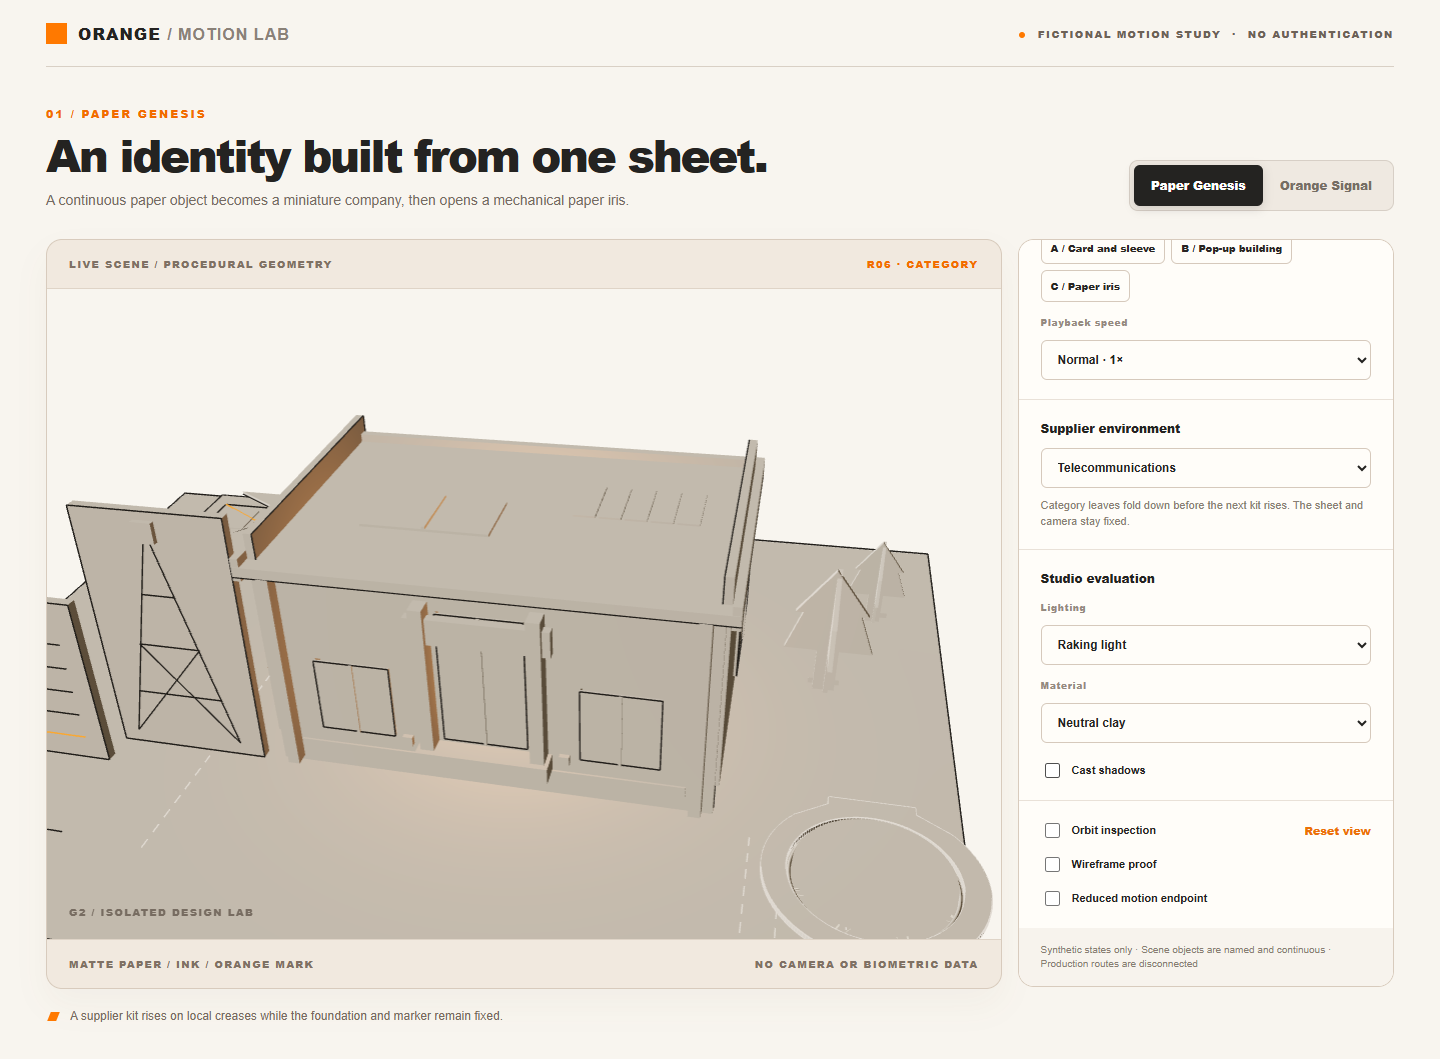 ORANGE / MOTION LAB
FICTIONAL MOTION STUDY · NO AUTHENTICATION
01 / PAPER GENESIS
An identity built from one sheet.
A continuous paper object becomes a miniature company, then opens a mechanical paper iris.
Paper Genesis
Orange Signal
LIVE SCENE / PROCEDURAL GEOMETRY
R06 · CATEGORY
G2 / ISOLATED DESIGN LAB
MATTE PAPER / INK / ORANGE MARK
NO CAMERA OR BIOMETRIC DATA
A supplier kit rises on local creases while the foundation and marker remain fixed.
A / Card and sleeve
B / Pop-up building
C / Paper iris
Playback speed
Normal · 1×
Supplier environment
Telecommunications
Category leaves fold down before the next kit rises. The sheet and
camera stay fixed.
Studio evaluation
Lighting
Raking light
Material
Neutral clay
Cast shadows
Orbit inspection
Reset view
Wireframe proof
Reduced motion endpoint
Synthetic states only · Scene objects are named and continuous ·
Production routes are disconnected